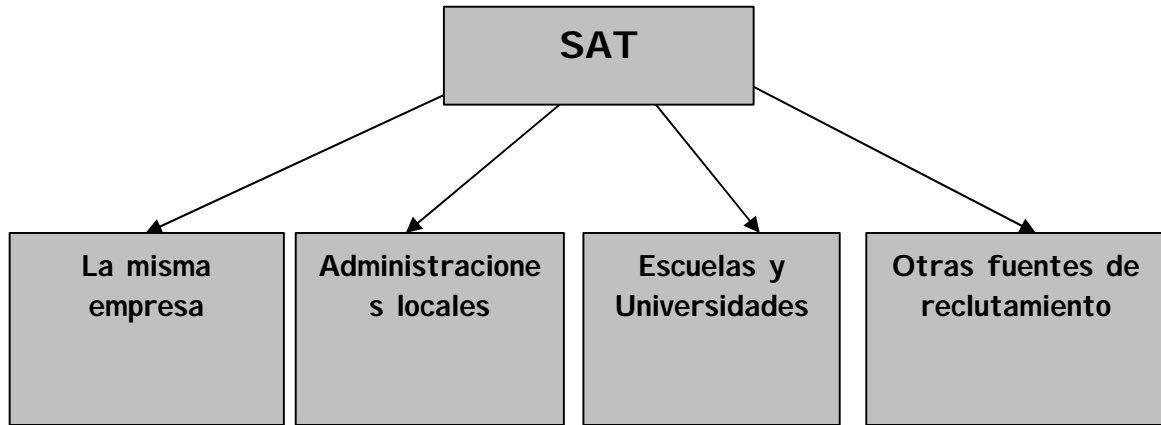 SAT
La misma
empresa
Administracione
s locales
Escuelas y
Universidades
Otras fuentes de
reclutamiento